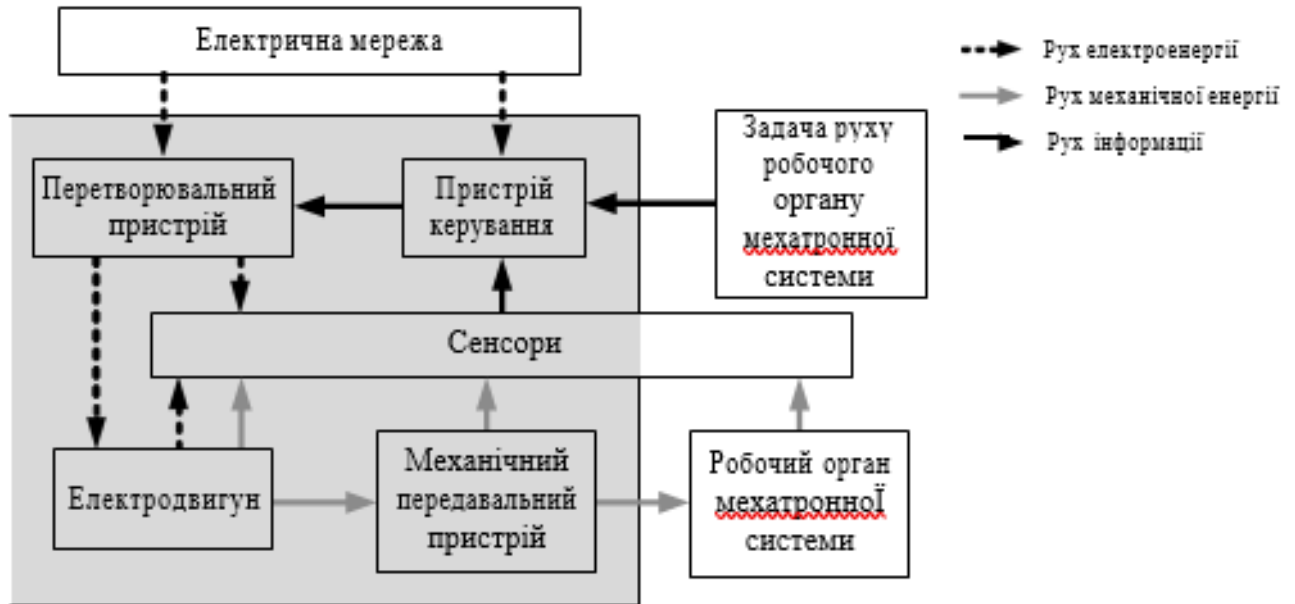 Електрична мережа
Рух електроенергії
Рух механічної енергії
Рух інформації
Задача руху
робочого
органу
мехатронної
системи
Перетворювальний
пристрій
Пристрій
керування
Сенсори
Електродвигун
Механічний
передавальний
пристрій
Робочий орган
мехатронноЇ
системи